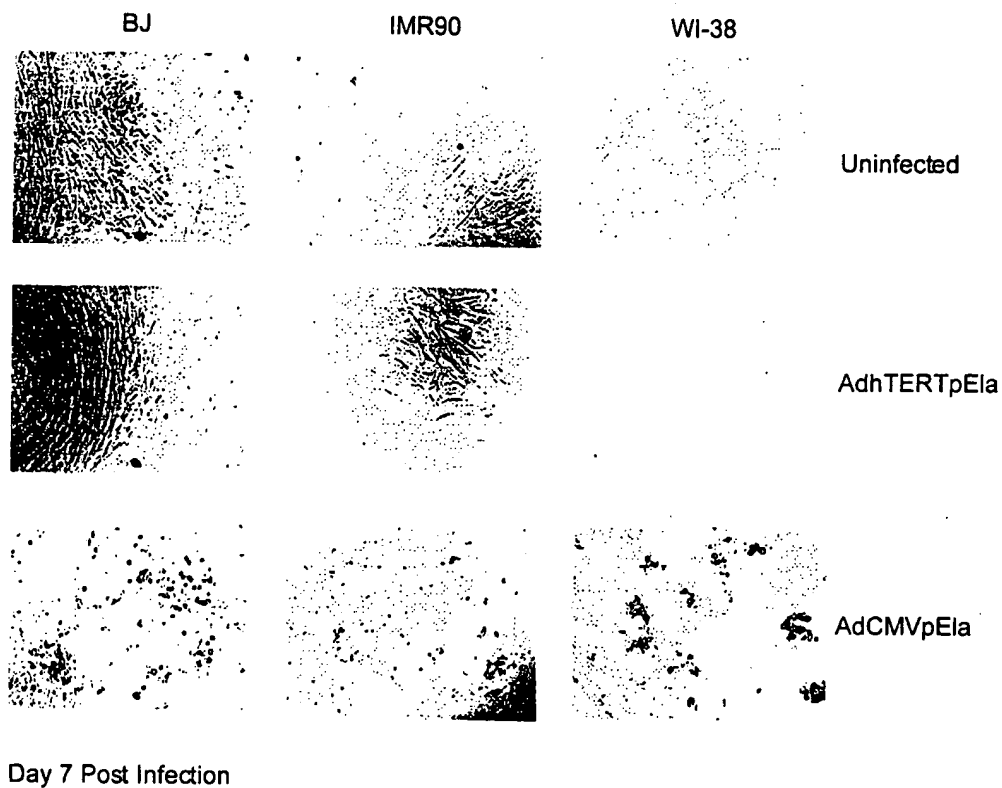 BJ IMR90 WI-38
Uninfected
AdhTERTpEla
AdCMVpEla
Day 7 Post Infection